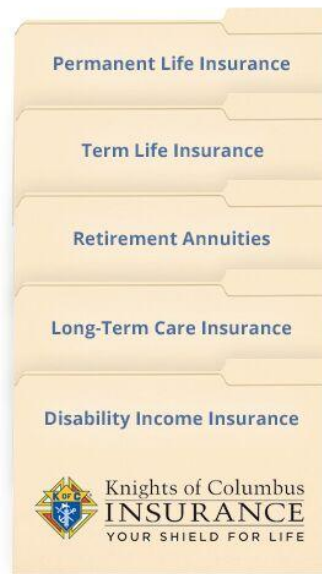 Permanent Life Insurance
Term Life Insurance
Retirement Annuities
Long-Term Care Insurance
Disability Income Insurance
K OF C
Knights of Columbus
INSURANCE
YOUR SHIELD FOR LIFE